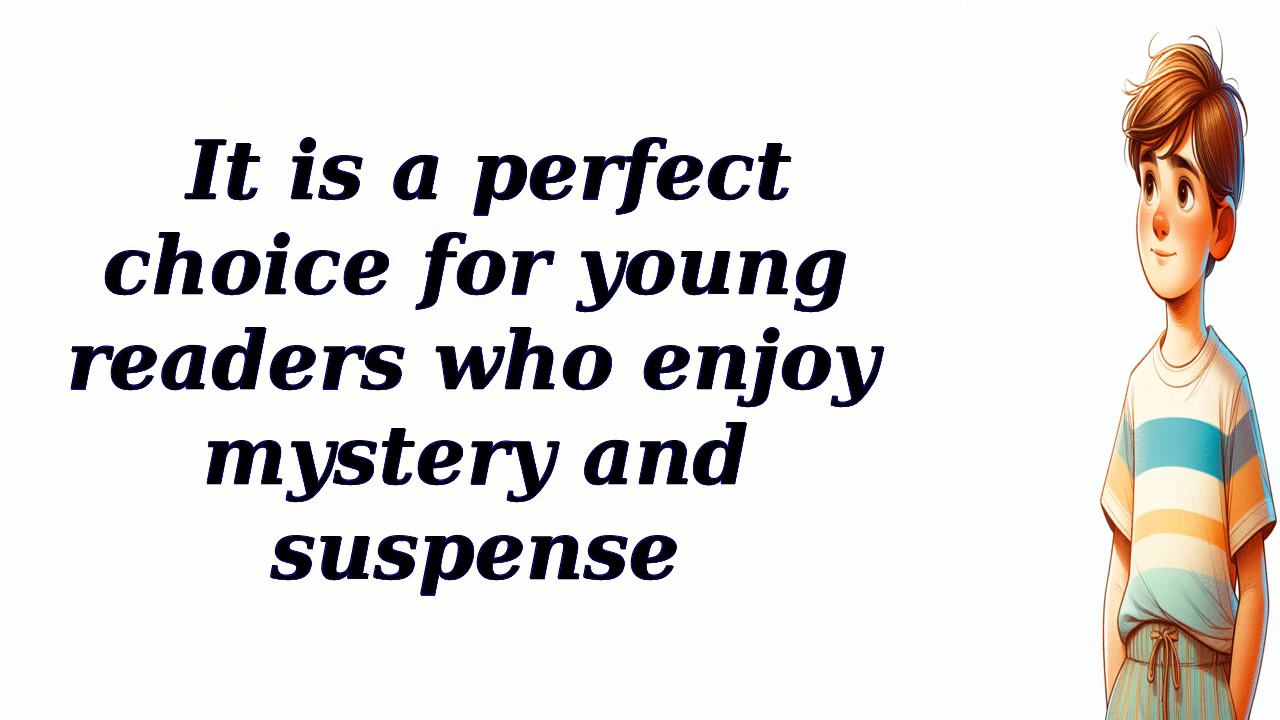 It is a perfect
choice for young
readers who enjoy
mystery and
suspense